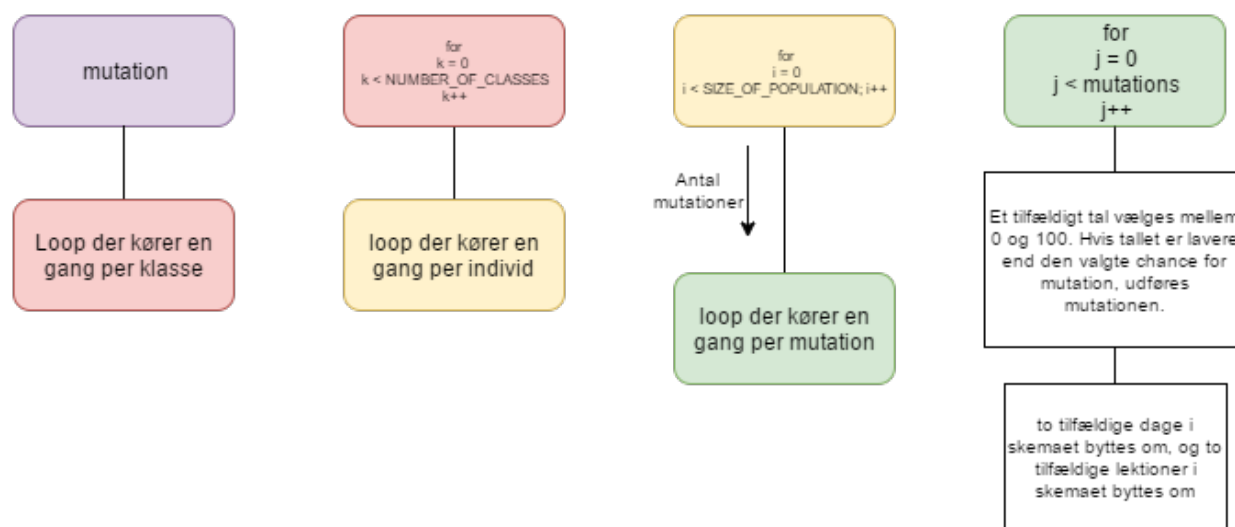 mutation
Loop der kører en
gang per klasse
for
k = 0
k < NUMBER_OF_CLASSES
k++
loop der kører en
gang per individ
for
i = 0
i < SIZE_OF_POPULATION; i++
Antal
mutationer
loop der kører en
gang per mutation
for
j = 0
j < mutations
j++
Et tilfældigt tal vælges mellem
0 og 100. Hvis tallet er lavere
end den valgte chance for
mutation, udføres
mutationen.
to tilfældige dage i
skemaet byttes om, og to
tilfældige lektioner i
skemaet byttes om